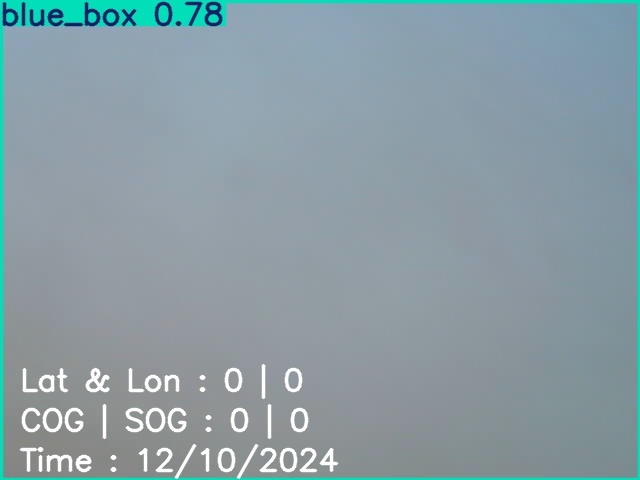 blue_box 0.78
Lat & Lon : 0 | 0
COG | SOG : 0 | 0
Time : 12/10/2024